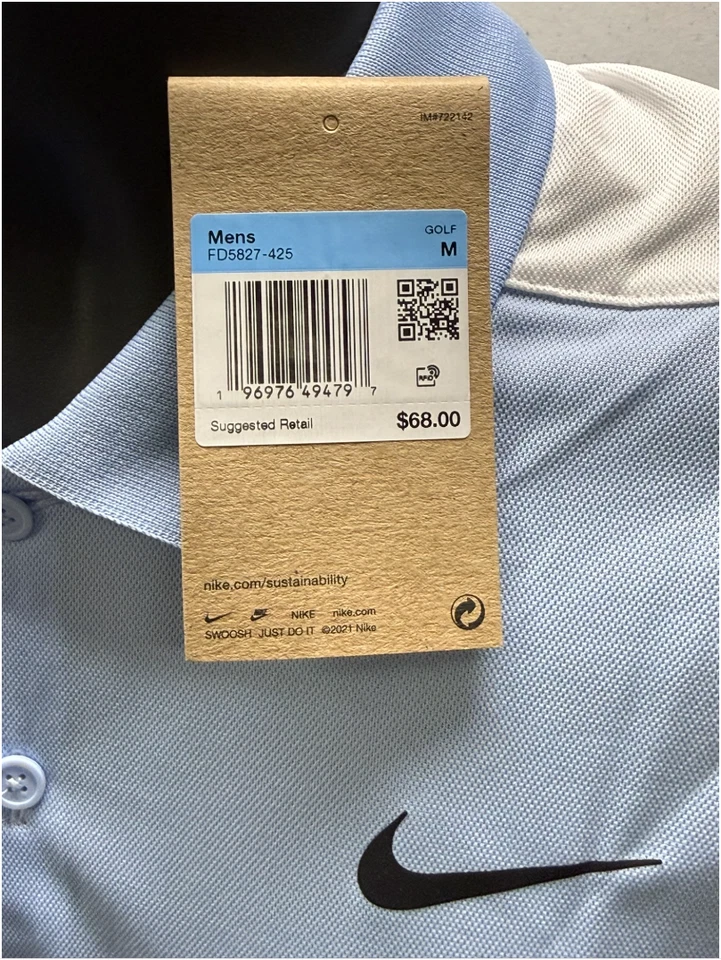 IM#722142
Mens
GOLF
FD5827-425
M
RFID
1 96976 49479 7
Suggested Retail
$68.00
nike.com/sustainability
NIKE nike.com
SWOOSH JUST DO IT ©2021 Nike